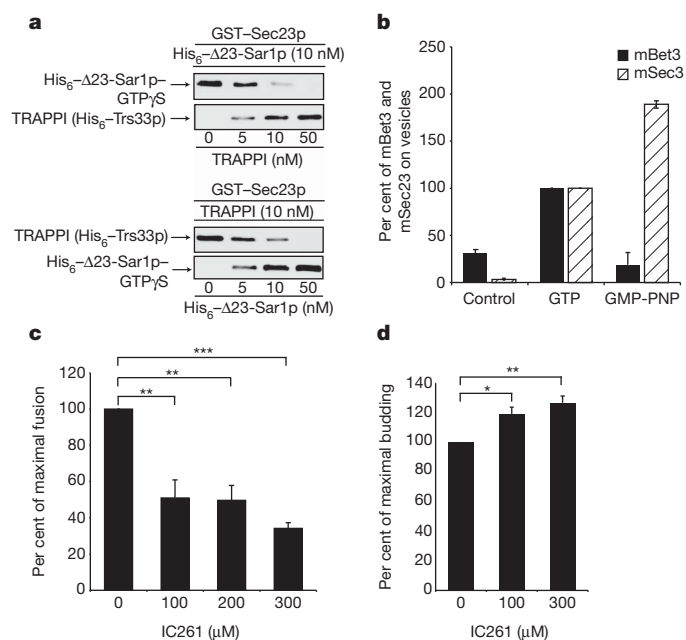 a
GST–Sec23p
His6–Δ23-Sar1p (10 nM)
His6–Δ23-Sar1p–
GTPγS
TRAPPI (His6–Trs33p)
0 5 10 50
TRAPPI (nM)
GST–Sec23p
TRAPPI (10 nM)
TRAPPI (His6–Trs33p)
His6–Δ23-Sar1p–
GTPγS
0 5 10 50
His6–Δ23-Sar1p (nM)
b
Per cent of mBet3 and
mSec23 on vesicles
250
200
150
100
50
0
mBet3
mSec3
Control GTP GMP-PNP
c
Per cent of maximal fusion
120
100
80
60
40
20
0
***
**
**
0 100 200 300
IC261 (μM)
d
Per cent of maximal budding
140
120
100
80
60
40
20
0
**
*
0 100 300
IC261 (μM)